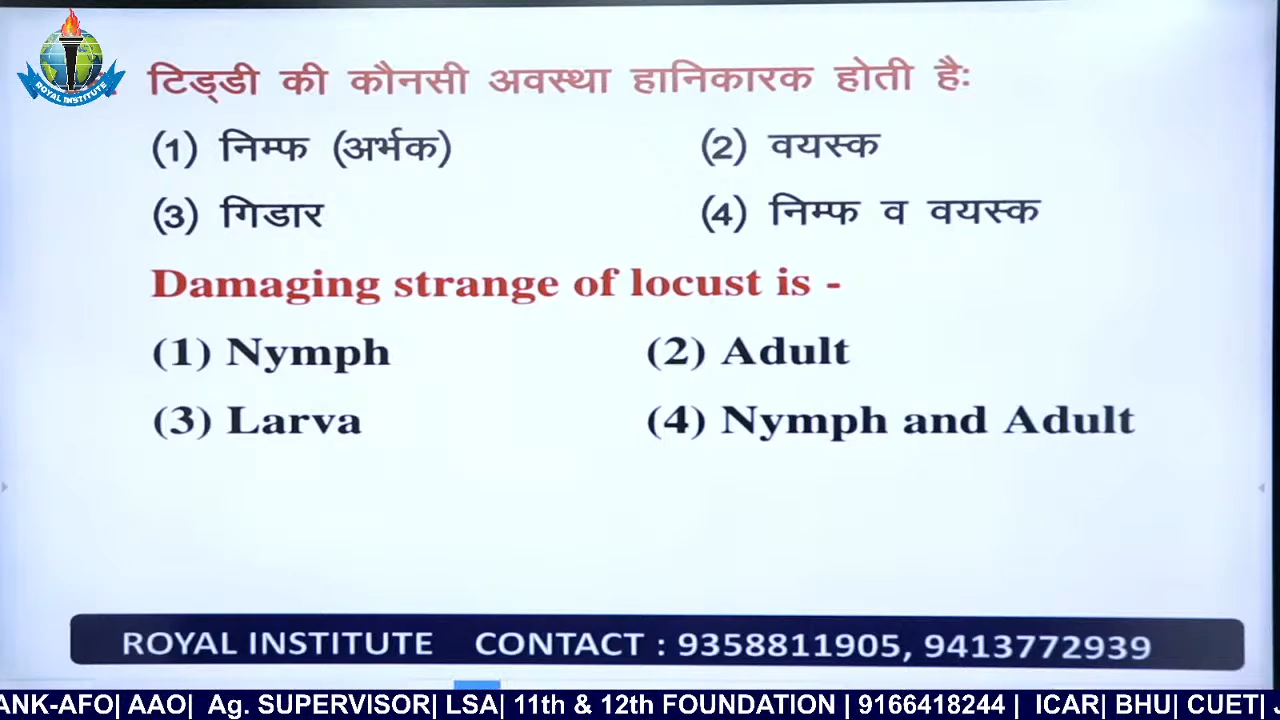 ROYAL INSTITUTE
टिड्डी की कौनसी अवस्था हानिकारक होती हैः
(1) निम्फ (अर्भक) (2) वयस्क
(3) गिडार (4) निम्फ व वयस्क
Damaging strange of locust is -
(1) Nymph (2) Adult
(3) Larva (4) Nymph and Adult
ROYAL INSTITUTE CONTACT : 9358811905, 9413772939
ANK-AFO| AAO| Ag. SUPERVISOR| LSA| 11th & 12th FOUNDATION | 9166418244 | ICAR| BHU| CUET| J